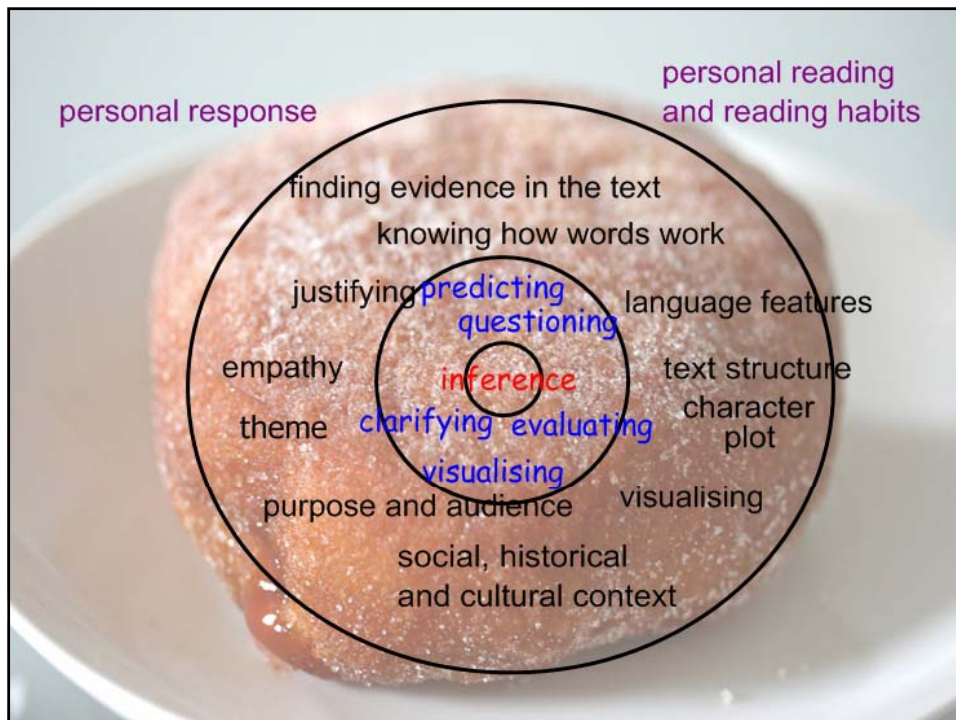 personal reading
and reading habits
personal response
finding evidence in the text
knowing how words work
justifying
predicting
language features
questioning
empathy
inference
text structure
character
theme
clarifying
evaluating
plot
visualising
visualising
purpose and audience
social, historical
and cultural context